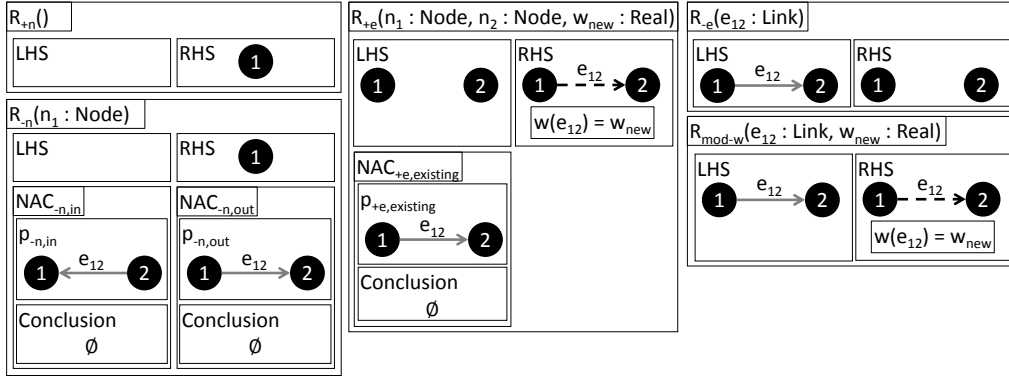 R+n()
LHS
RHS
1
R-n(n1 : Node)
LHS
RHS
1
NAC-n,in
p-n,in
1
e12
2
Conclusion
∅
NAC-n,out
p-n,out
1
e12
2
Conclusion
∅
R+e(n1 : Node, n2 : Node, wnew : Real)
LHS
1
2
RHS
1
e12
2
w(e12) = wnew
NAC+e,existing
p+e,existing
1
e12
2
Conclusion
∅
R-e(e12 : Link)
LHS
1
e12
2
RHS
1
2
Rmod-w(e12 : Link, wnew : Real)
LHS
1
e12
2
RHS
1
e12
2
w(e12) = wnew